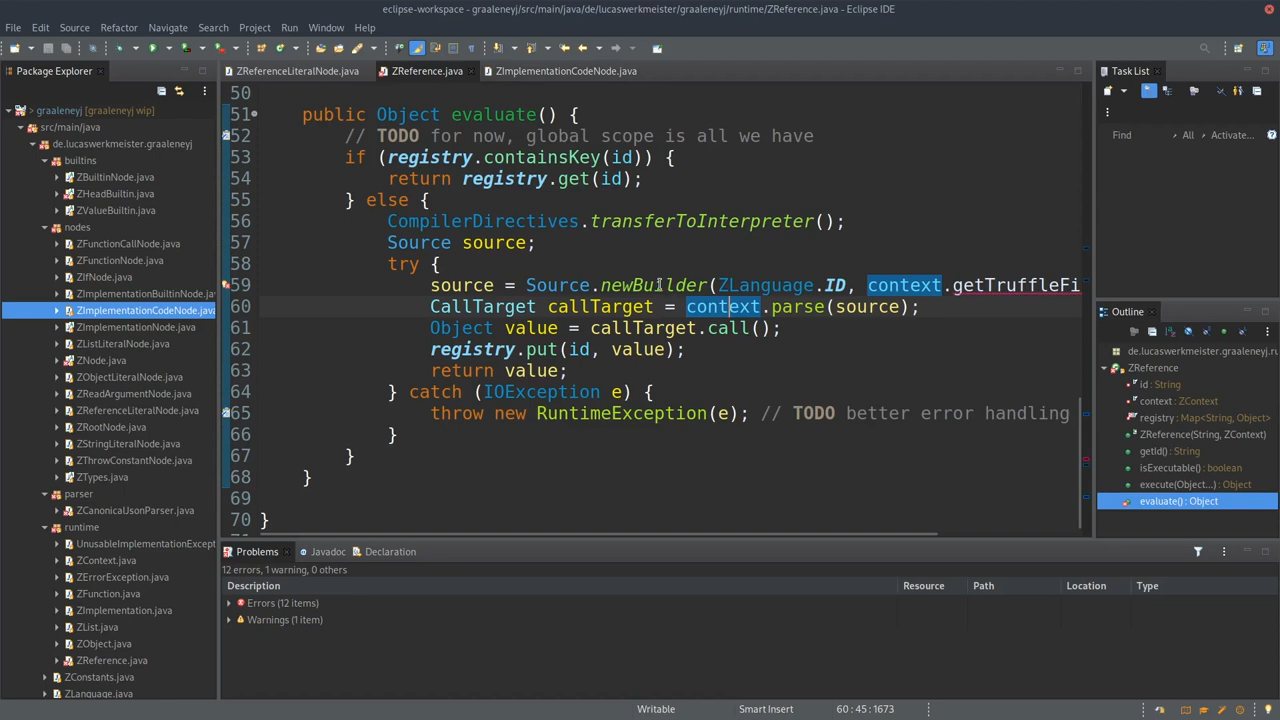 eclipse-workspace - graaleneyj/src/main/java/de/lucaswerkmeister/graaleneyj/runtime/ZReference.java - Eclipse IDE
File Edit Source Refactor Navigate Search Project Run Window Help
Package Explorer
ZReferenceLiteralNode.java
ZReference.java
ZImplementationCodeNode.java
Task List
> graaleneyj [graaleneyj wip]
src/main/java
de.lucaswerkmeister.graaleneyj
builtins
ZBuiltinNode.java
ZHeadBuiltin.java
ZValueBuiltin.java
nodes
ZFunctionCallNode.java
ZFunctionNode.java
ZIfNode.java
ZImplementationBuiltinNode.java
ZImplementationCodeNode.java
ZImplementationNode.java
ZListLiteralNode.java
ZNode.java
ZObjectLiteralNode.java
ZReadArgumentNode.java
ZReferenceLiteralNode.java
ZRootNode.java
ZStringLiteralNode.java
ZThrowConstantNode.java
ZTypes.java
parser
ZCanonicalJsonParser.java
runtime
UnusableImplementationExcept
ZContext.java
ZErrorException.java
ZFunction.java
ZImplementation.java
ZList.java
ZObject.java
ZReference.java
ZConstants.java
ZLanguage.java
50
51 public Object evaluate() {
52 // TODO for now, global scope is all we have
53 if (registry.containsKey(id)) {
54 return registry.get(id);
55 } else {
56 CompilerDirectives.transferToInterpreter();
57 Source source;
58 try {
59 source = Source.newBuilder(ZLanguage.ID, context.getTruffleFi
60 CallTarget callTarget = context.parse(source);
61 Object value = callTarget.call();
62 registry.put(id, value);
63 return value;
64 } catch (IOException e) {
65 throw new RuntimeException(e); // TODO better error handling
66 }
67 }
68 }
69
70 }
Find All Activate...
Outline
de.lucaswerkmeister.graaleneyj.r
ZReference
id : String
context : ZContext
registry : Map<String, Object>
ZReference(String, ZContext)
getId() : String
isExecutable() : boolean
execute(Object...) : Object
evaluate() : Object
Problems Javadoc Declaration
12 errors, 1 warning, 0 others
Description Resource Path Location Type
Errors (12 items)
Warnings (1 item)
Writable Smart Insert 60 : 45 : 1673